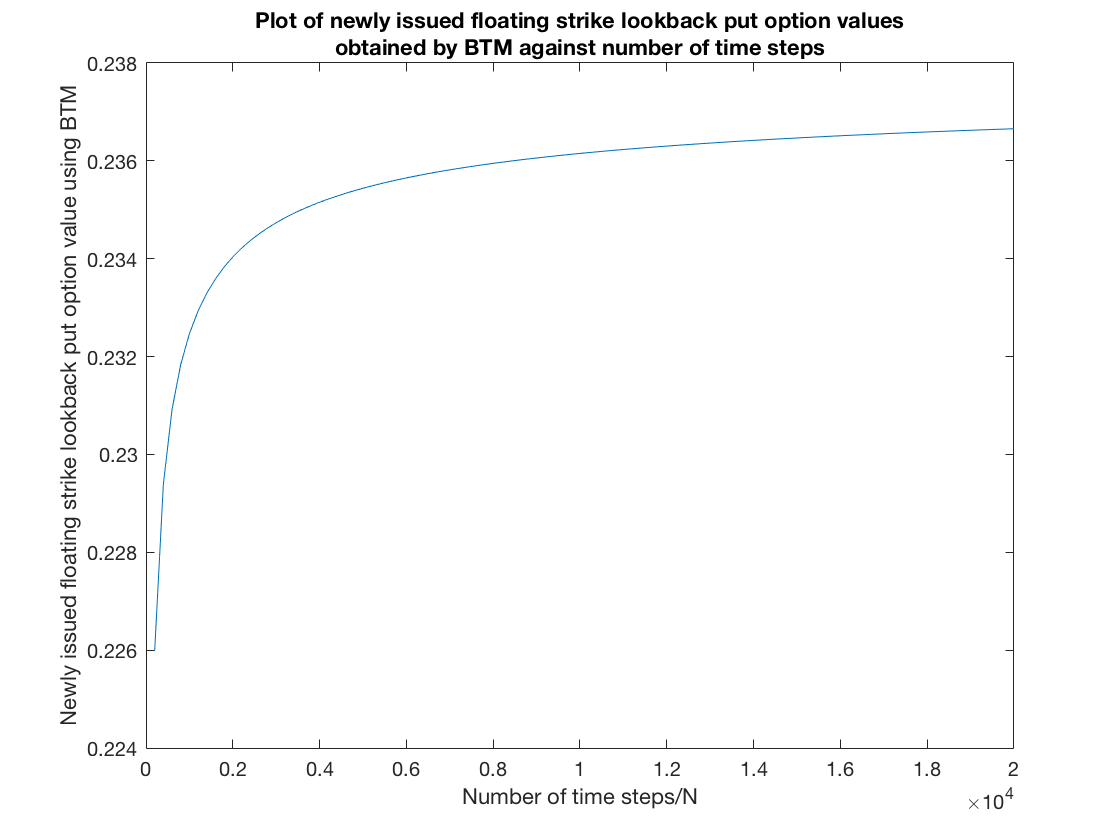 Plot of newly issued floating strike lookback put option values
obtained by BTM against number of time steps
Newly issued floating strike lookback put option value using BTM
0.238
0.236
0.234
0.232
0.23
0.228
0.226
0.224
0 0.2 0.4 0.6 0.8 1 1.2 1.4 1.6 1.8 2
Number of time steps/N
×10⁴